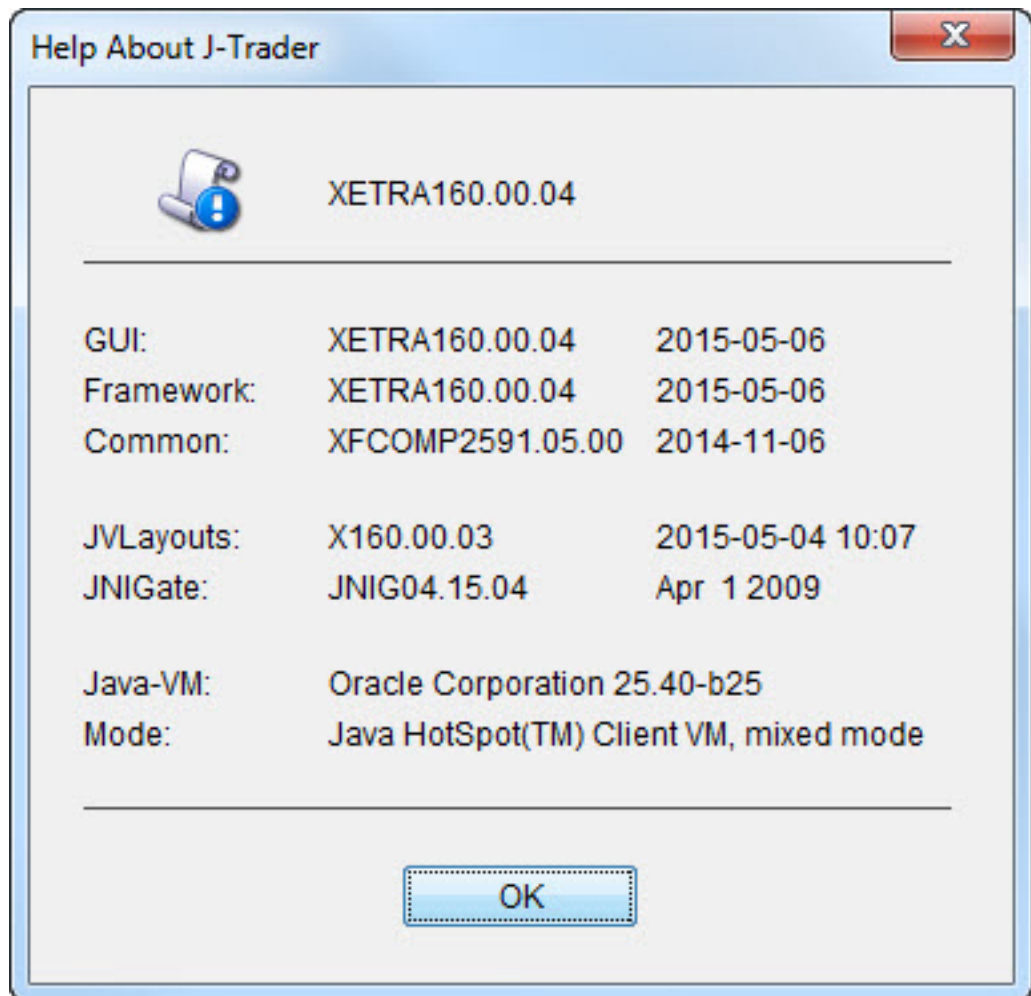 Help About J-Trader
XETRA160.00.04
GUI: XETRA160.00.04 2015-05-06
Framework: XETRA160.00.04 2015-05-06
Common: XFCOMP2591.05.00 2014-11-06
JVLayouts: X160.00.03 2015-05-04 10:07
JNIGate: JNIG04.15.04 Apr 1 2009
Java-VM: Oracle Corporation 25.40-b25
Mode: Java HotSpot(TM) Client VM, mixed mode
OK